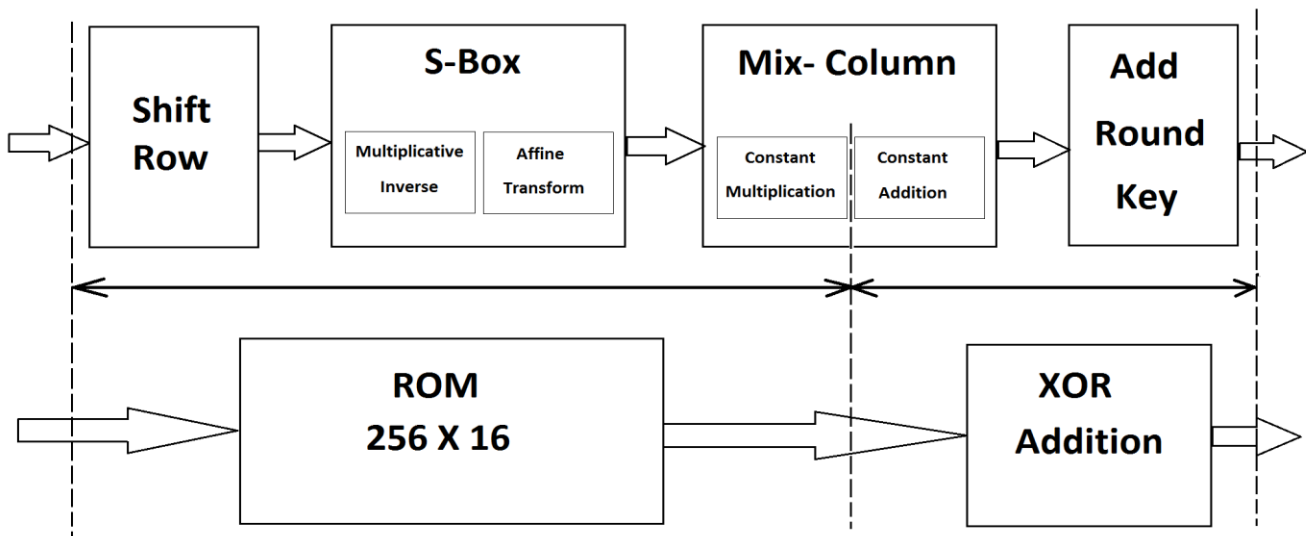 Shift
Row
S-Box
Multiplicative
Inverse
Affine
Transform
Mix- Column
Constant
Multiplication
Constant
Addition
Add
Round
Key
ROM
256 X 16
XOR
Addition